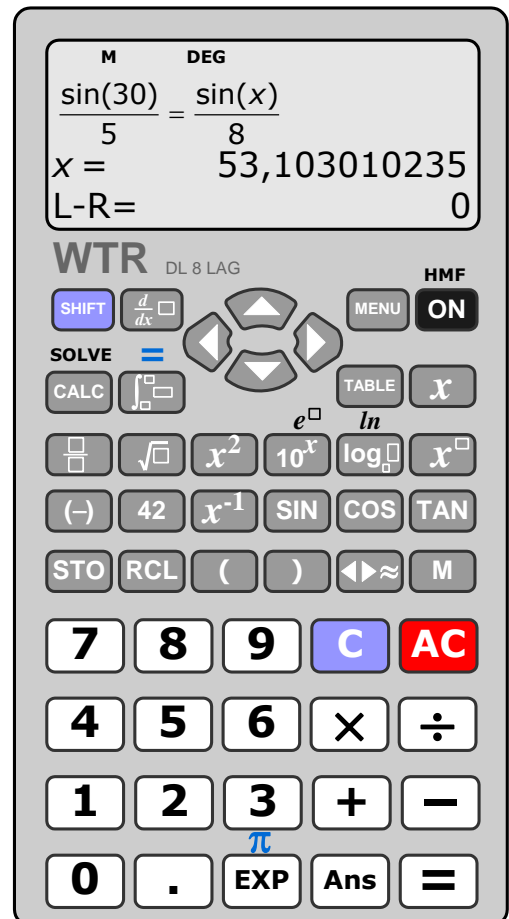 M DEG
sin(30)/5 = sin(x)/8
x = 53,103010235
L-R= 0
WTR DL 8 LAG
HMF
SHIFT d/dx □ MENU ON
SOLVE =
CALC ∫□ TABLE x
e□ ln
□/□ √□ x² 10ˣ log□ x□
(–) 42 x⁻¹ SIN COS TAN
STO RCL ( ) ◀▶≈ M
7 8 9 C AC
4 5 6 × ÷
1 2 3 + −
π
0 . EXP Ans =